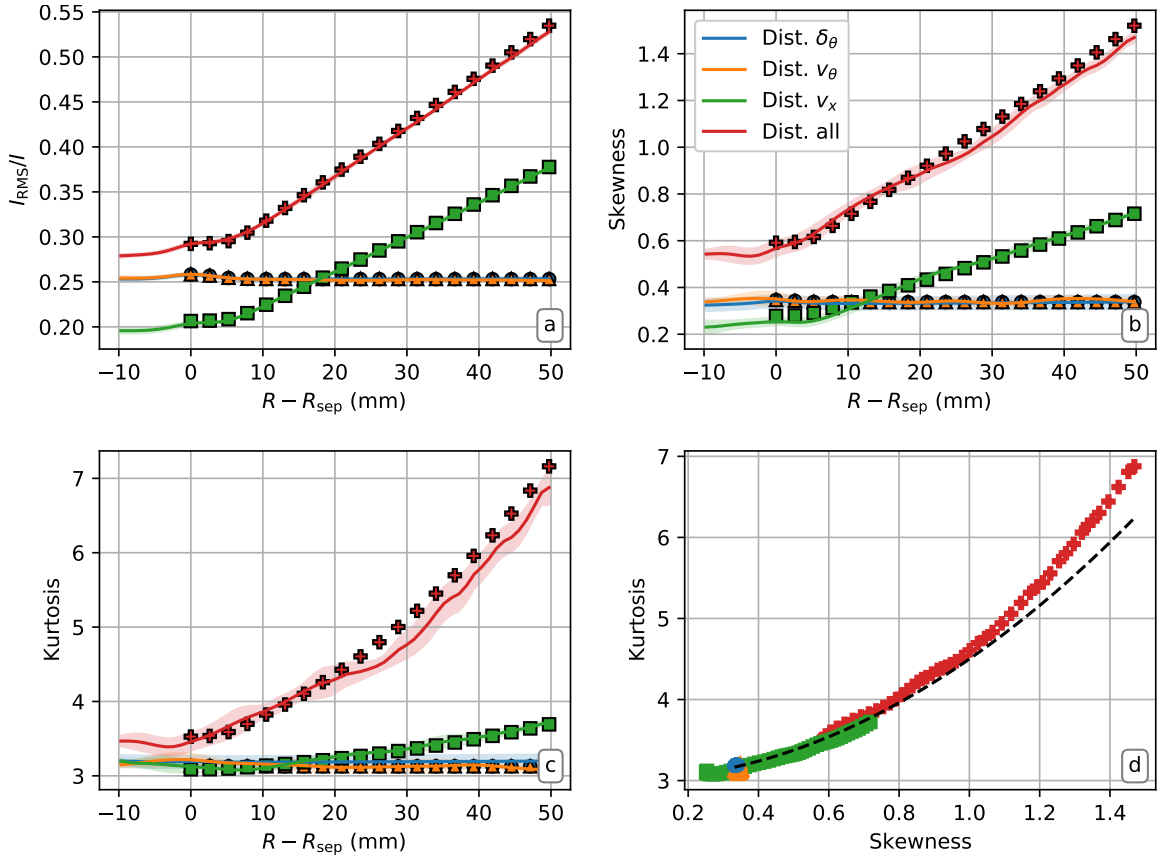 0.55
0.50
0.45
0.40
0.35
0.30
0.25
0.20
I_RMS/I
−10 0 10 20 30 40 50
R − R_sep (mm)
a
1.4
1.2
1.0
0.8
0.6
0.4
0.2
Skewness
Dist. δ_θ
Dist. v_θ
Dist. v_x
Dist. all
−10 0 10 20 30 40 50
R − R_sep (mm)
b
7
6
5
4
3
Kurtosis
−10 0 10 20 30 40 50
R − R_sep (mm)
c
7
6
5
4
3
Kurtosis
0.2 0.4 0.6 0.8 1.0 1.2 1.4
Skewness
d